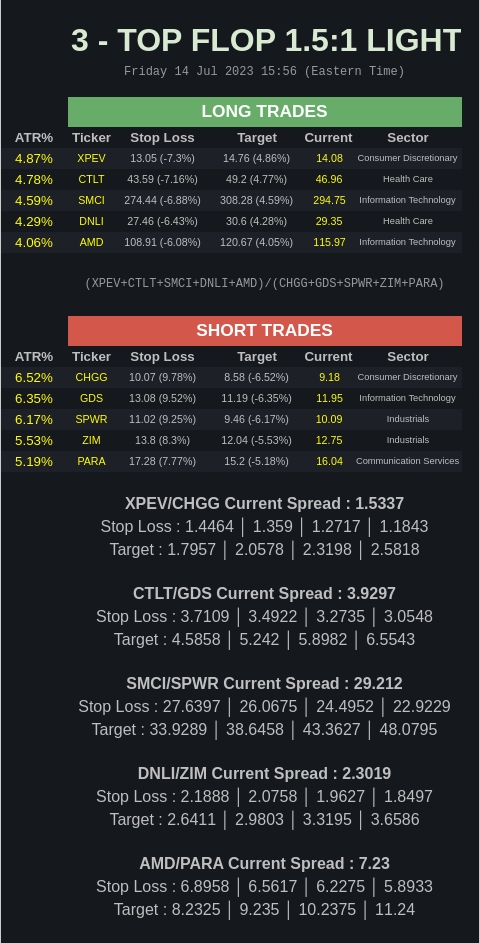 3 - TOP FLOP 1.5:1 LIGHT
Friday 14 Jul 2023 15:56 (Eastern Time)
LONG TRADES
ATR% Ticker Stop Loss Target Current Sector
4.87% XPEV 13.05 (-7.3%) 14.76 (4.86%) 14.08 Consumer Discretionary
4.78% CTLT 43.59 (-7.16%) 49.2 (4.77%) 46.96 Health Care
4.59% SMCI 274.44 (-6.88%) 308.28 (4.59%) 294.75 Information Technology
4.29% DNLI 27.46 (-6.43%) 30.6 (4.28%) 29.35 Health Care
4.06% AMD 108.91 (-6.08%) 120.67 (4.05%) 115.97 Information Technology
(XPEV+CTLT+SMCI+DNLI+AMD)/(CHGG+GDS+SPWR+ZIM+PARA)
SHORT TRADES
ATR% Ticker Stop Loss Target Current Sector
6.52% CHGG 10.07 (9.78%) 8.58 (-6.52%) 9.18 Consumer Discretionary
6.35% GDS 13.08 (9.52%) 11.19 (-6.35%) 11.95 Information Technology
6.17% SPWR 11.02 (9.25%) 9.46 (-6.17%) 10.09 Industrials
5.53% ZIM 13.8 (8.3%) 12.04 (-5.53%) 12.75 Industrials
5.19% PARA 17.28 (7.77%) 15.2 (-5.18%) 16.04 Communication Services
XPEV/CHGG Current Spread : 1.5337
Stop Loss : 1.4464 | 1.359 | 1.2717 | 1.1843
Target : 1.7957 | 2.0578 | 2.3198 | 2.5818
CTLT/GDS Current Spread : 3.9297
Stop Loss : 3.7109 | 3.4922 | 3.2735 | 3.0548
Target : 4.5858 | 5.242 | 5.8982 | 6.5543
SMCI/SPWR Current Spread : 29.212
Stop Loss : 27.6397 | 26.0675 | 24.4952 | 22.9229
Target : 33.9289 | 38.6458 | 43.3627 | 48.0795
DNLI/ZIM Current Spread : 2.3019
Stop Loss : 2.1888 | 2.0758 | 1.9627 | 1.8497
Target : 2.6411 | 2.9803 | 3.3195 | 3.6586
AMD/PARA Current Spread : 7.23
Stop Loss : 6.8958 | 6.5617 | 6.2275 | 5.8933
Target : 8.2325 | 9.235 | 10.2375 | 11.24